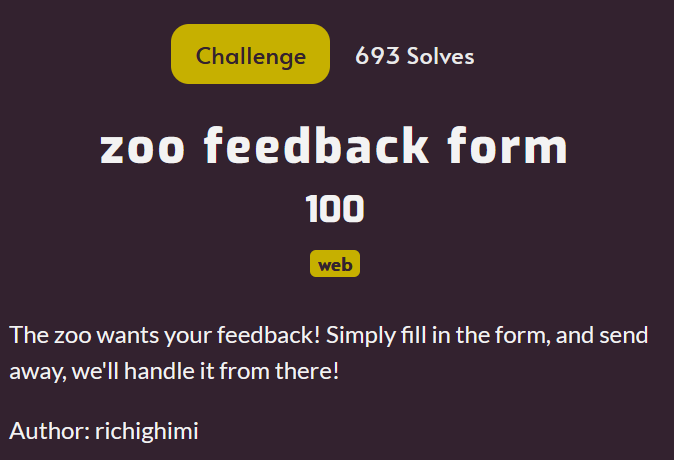 Challenge
693 Solves
zoo feedback form
100
web
The zoo wants your feedback! Simply fill in the form, and send
away, we'll handle it from there!
Author: richighimi